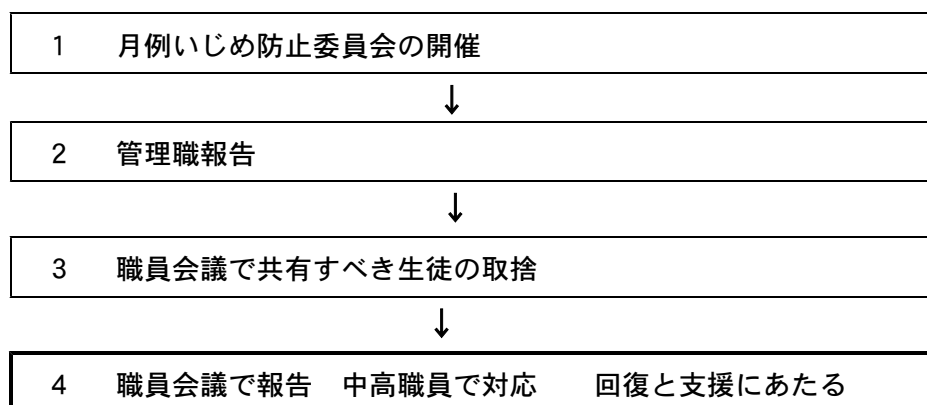 1 月例いじめ防止委員会の開催
↓
2 管理職報告
↓
3 職員会議で共有すべき生徒の取捨
↓
4 職員会議で報告 中高職員で対応 回復と支援にあたる